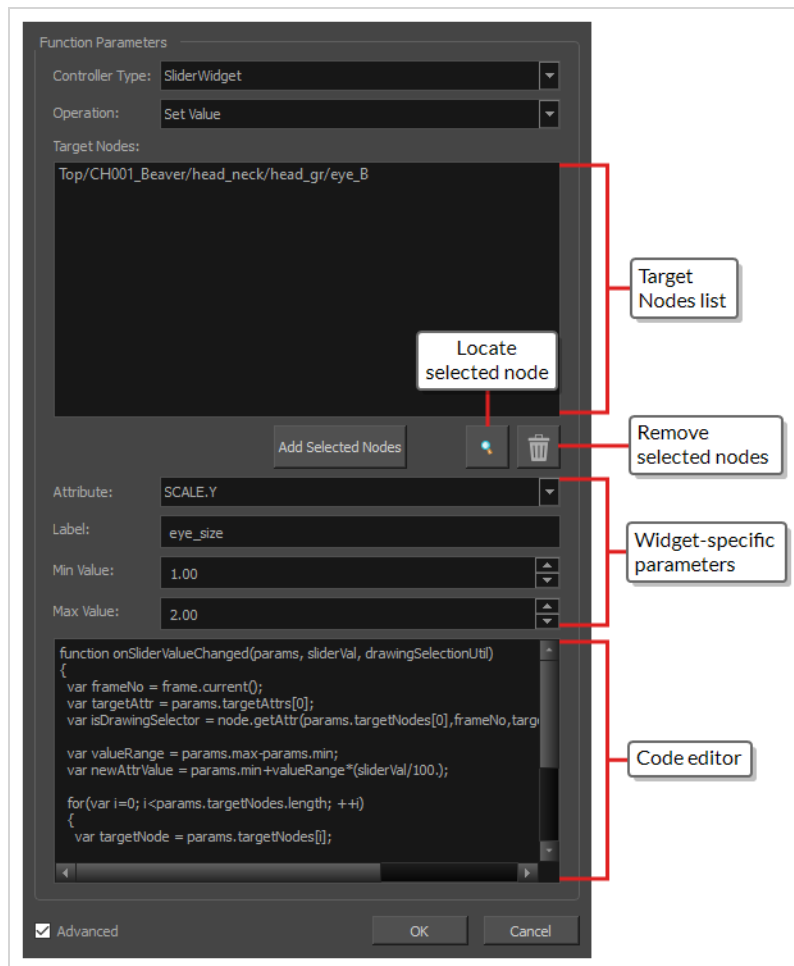 Function Parameters
Controller Type: SliderWidget
Operation: Set Value
Target Nodes:
Top/CH001_Beaver/head_neck/head_gr/eye_B
Target
Nodes list
Locate
selected node
Add Selected Nodes
Remove
selected nodes
Attribute: SCALE.Y
Label: eye_size
Widget-specific
parameters
Min Value: 1.00
Max Value: 2.00
function onSliderValueChanged(params, sliderVal, drawingSelectionUtil)
{
var frameNo = frame.current();
var targetAttr = params.targetAttrs[0];
var isDrawingSelector = node.getAttr(params.targetNodes[0],frameNo,targ
var valueRange = params.max-params.min;
var newAttrValue = params.min+valueRange*(sliderVal/100.);
Code editor
for(var i=0; i<params.targetNodes.length; ++i)
{
var targetNode = params.targetNodes[i];
Advanced
OK
Cancel